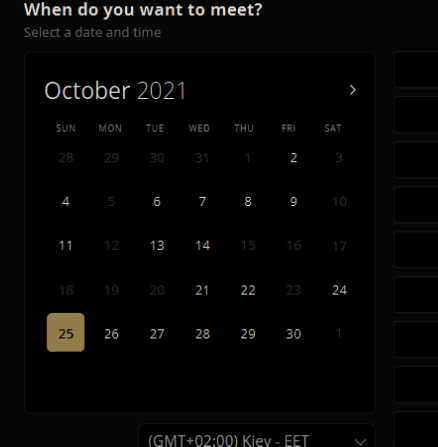 When do you want to meet?
Select a date and time
October 2021
SUN MON TUE WED THU FRI SAT
28 29 30 31 1 2 3
4 5 6 7 8 9 10
11 12 13 14 15 16 17
18 19 20 21 22 23 24
25 26 27 28 29 30 1
(GMT+02:00) Kiev - EET